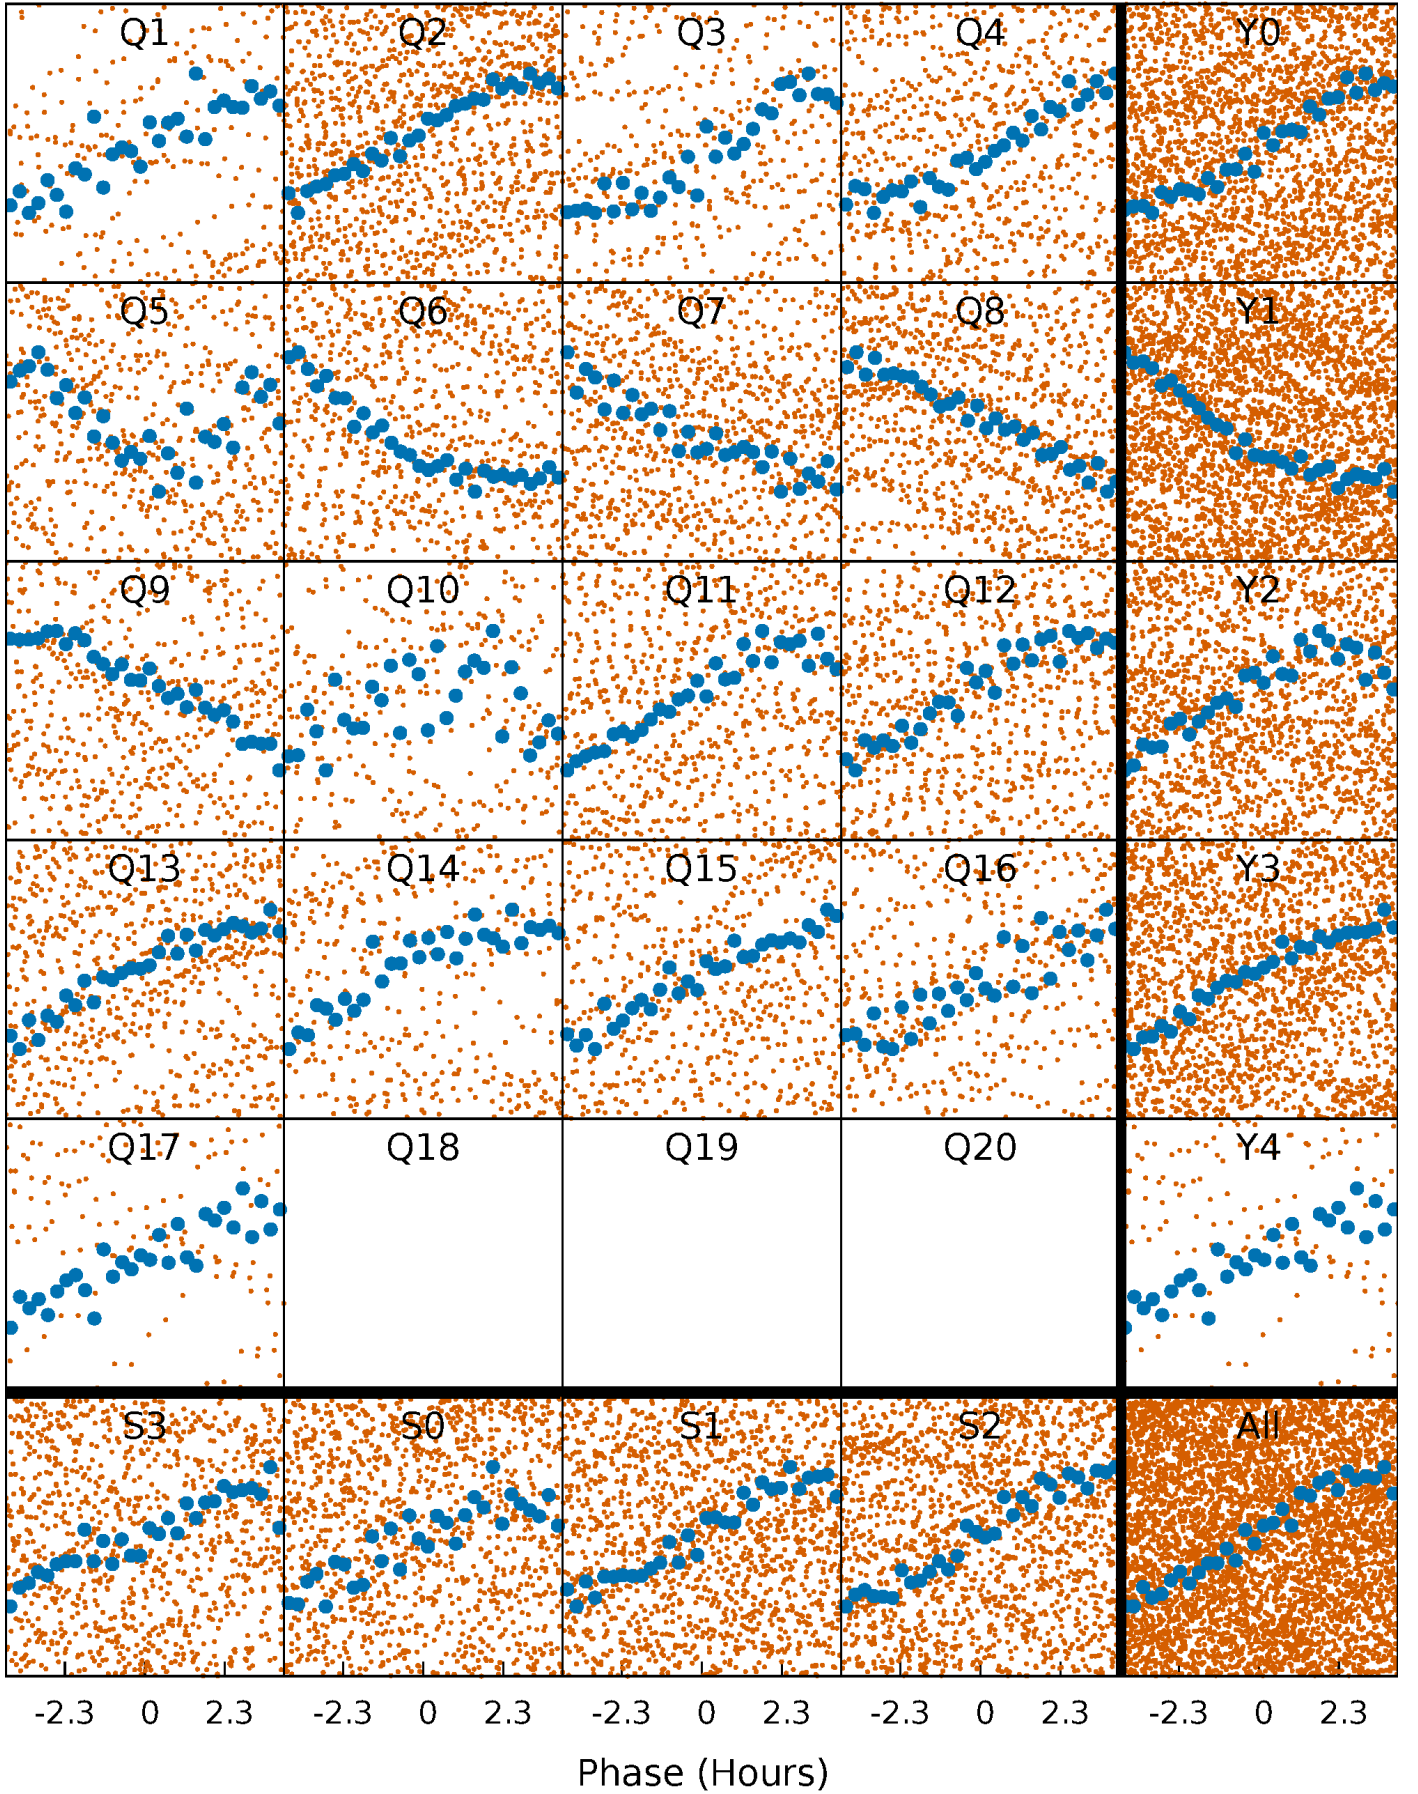 Q1 Q2 Q3 Q4 Y0
Q5 Q6 Q7 Q8 Y1
Q9 Q10 Q11 Q12 Y2
Q13 Q14 Q15 Q16 Y3
Q17 Q18 Q19 Q20 Y4
S3 S0 S1 S2 All
-2.3 0 2.3 -2.3 0 2.3 -2.3 0 2.3 -2.3 0 2.3 -2.3 0 2.3
Phase (Hours)